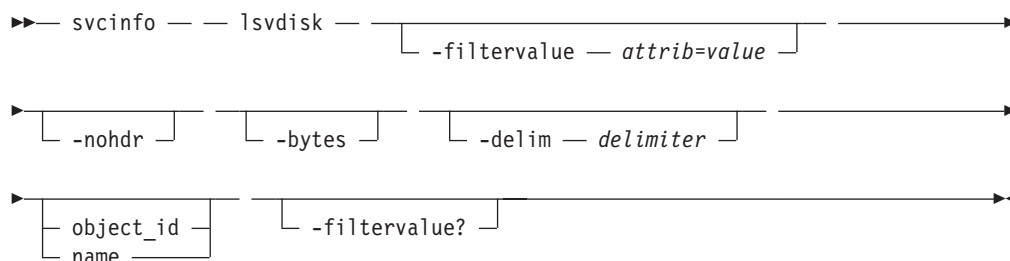 svcinfo lsvdisk
-filtervalue attrib=value
-nohdr -bytes -delim delimiter
object_id -filtervalue?
name